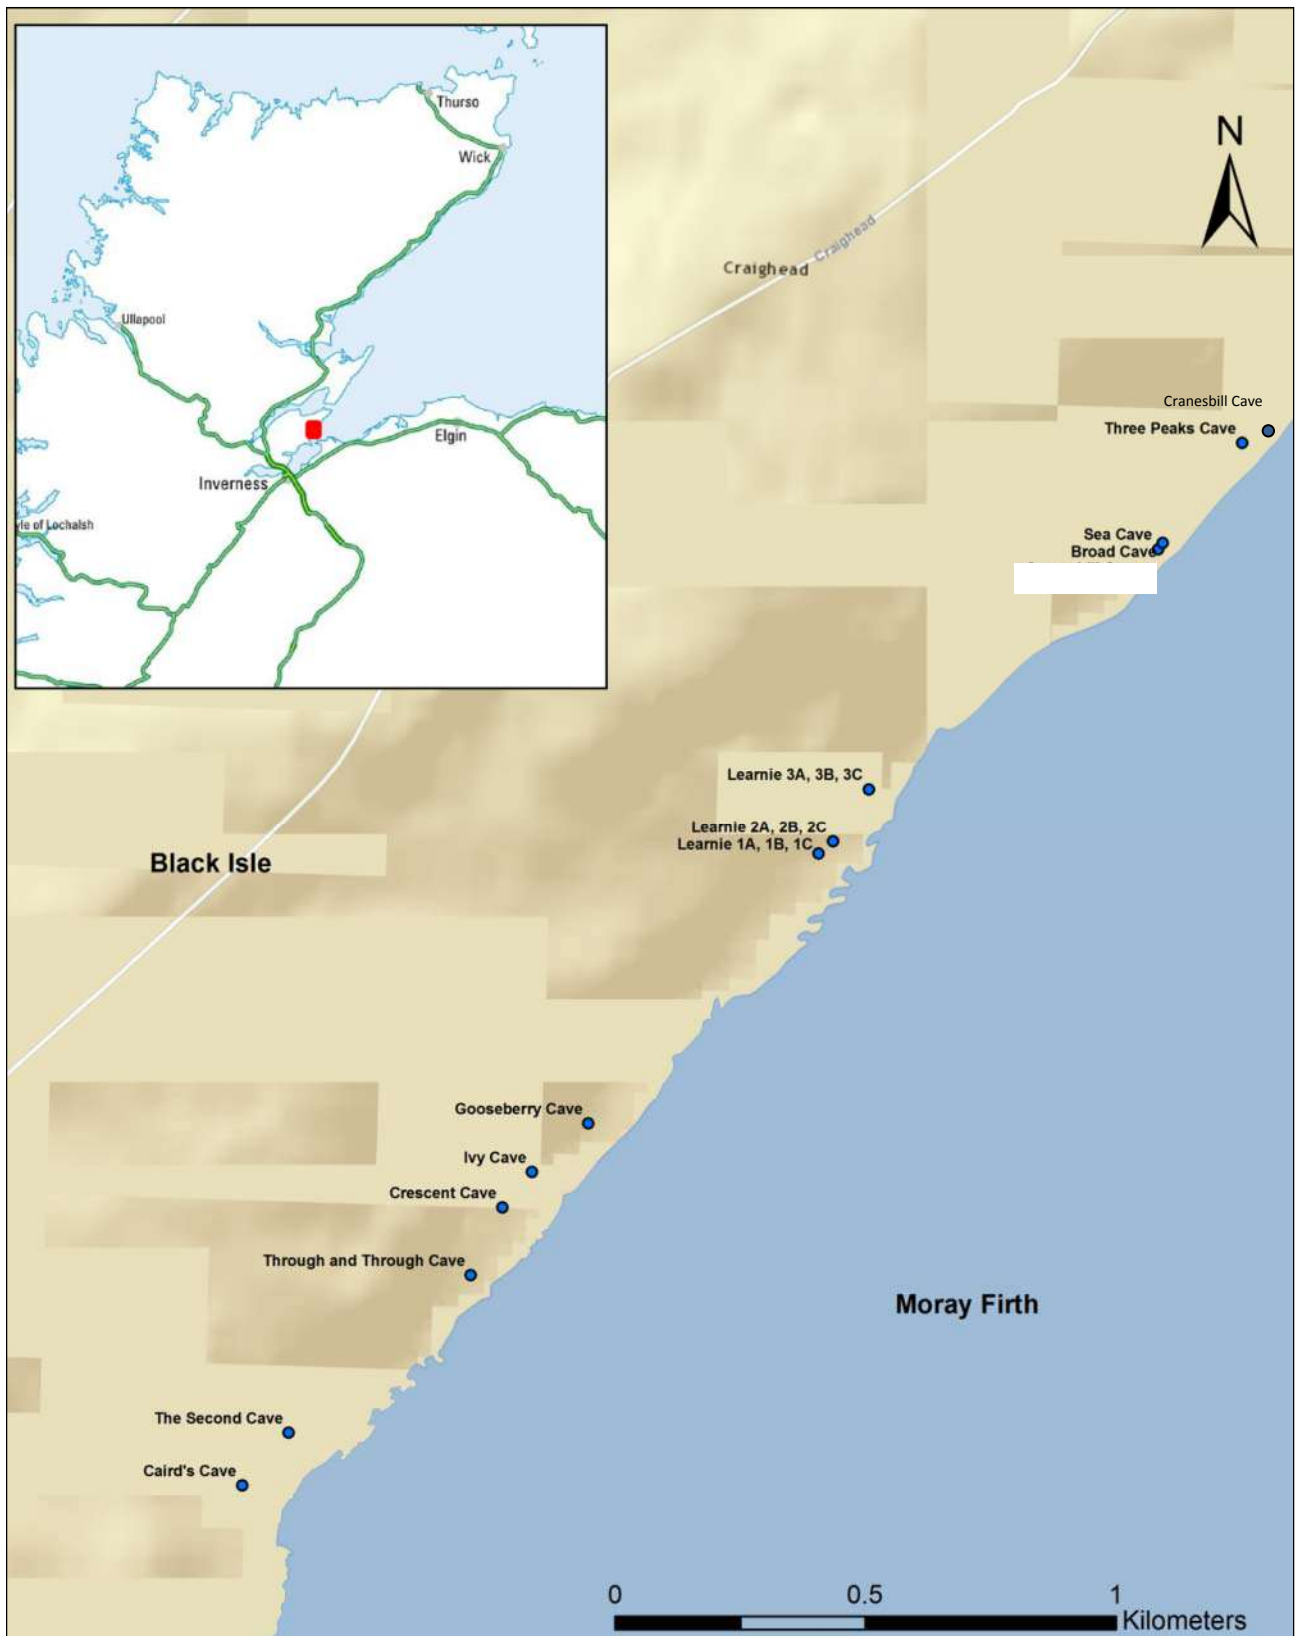 Thurso
Wick
Ullapool
Elgin
Inverness
yle of Lochalsh
N
Craighead
Craighead
Cranesbill Cave
Three Peaks Cave
Sea Cave
Broad Cave
Learnie 3A, 3B, 3C
Learnie 2A, 2B, 2C
Learnie 1A, 1B, 1C
Black Isle
Gooseberry Cave
Ivy Cave
Crescent Cave
Through and Through Cave
Moray Firth
The Second Cave
Caird's Cave
0 0.5 1
Kilometers